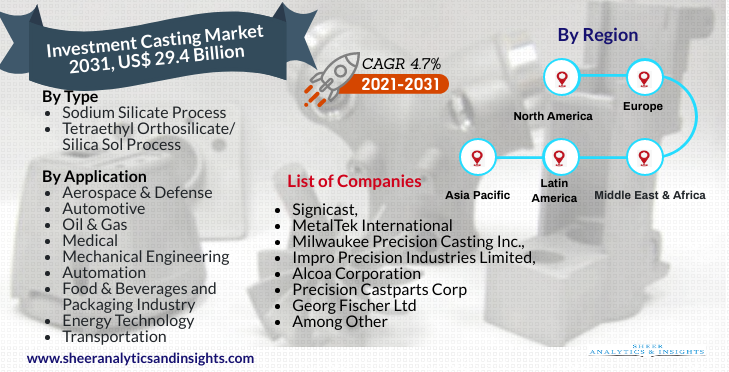 Investment Casting Market
2031, US$ 29.4 Billion
CAGR 4.7%
2021-2031
By Type
• Sodium Silicate Process
• Tetraethyl Orthosilicate/
Silica Sol Process
By Application
• Aerospace & Defense
• Automotive
• Oil & Gas
• Medical
• Mechanical Engineering
• Automation
• Food & Beverages and
Packaging Industry
• Energy Technology
• Transportation
List of Companies
• Signicast,
• MetalTek International
• Milwaukee Precision Casting Inc.,
• Impro Precision Industries Limited,
• Alcoa Corporation
• Precision Castparts Corp
• Georg Fischer Ltd
• Among Other
By Region
North America
Europe
Asia Pacific
Latin
America
Middle East & Africa
www.sheeranalyticsandinsights.com
SHEER
ANALYTICS & INSIGHTS